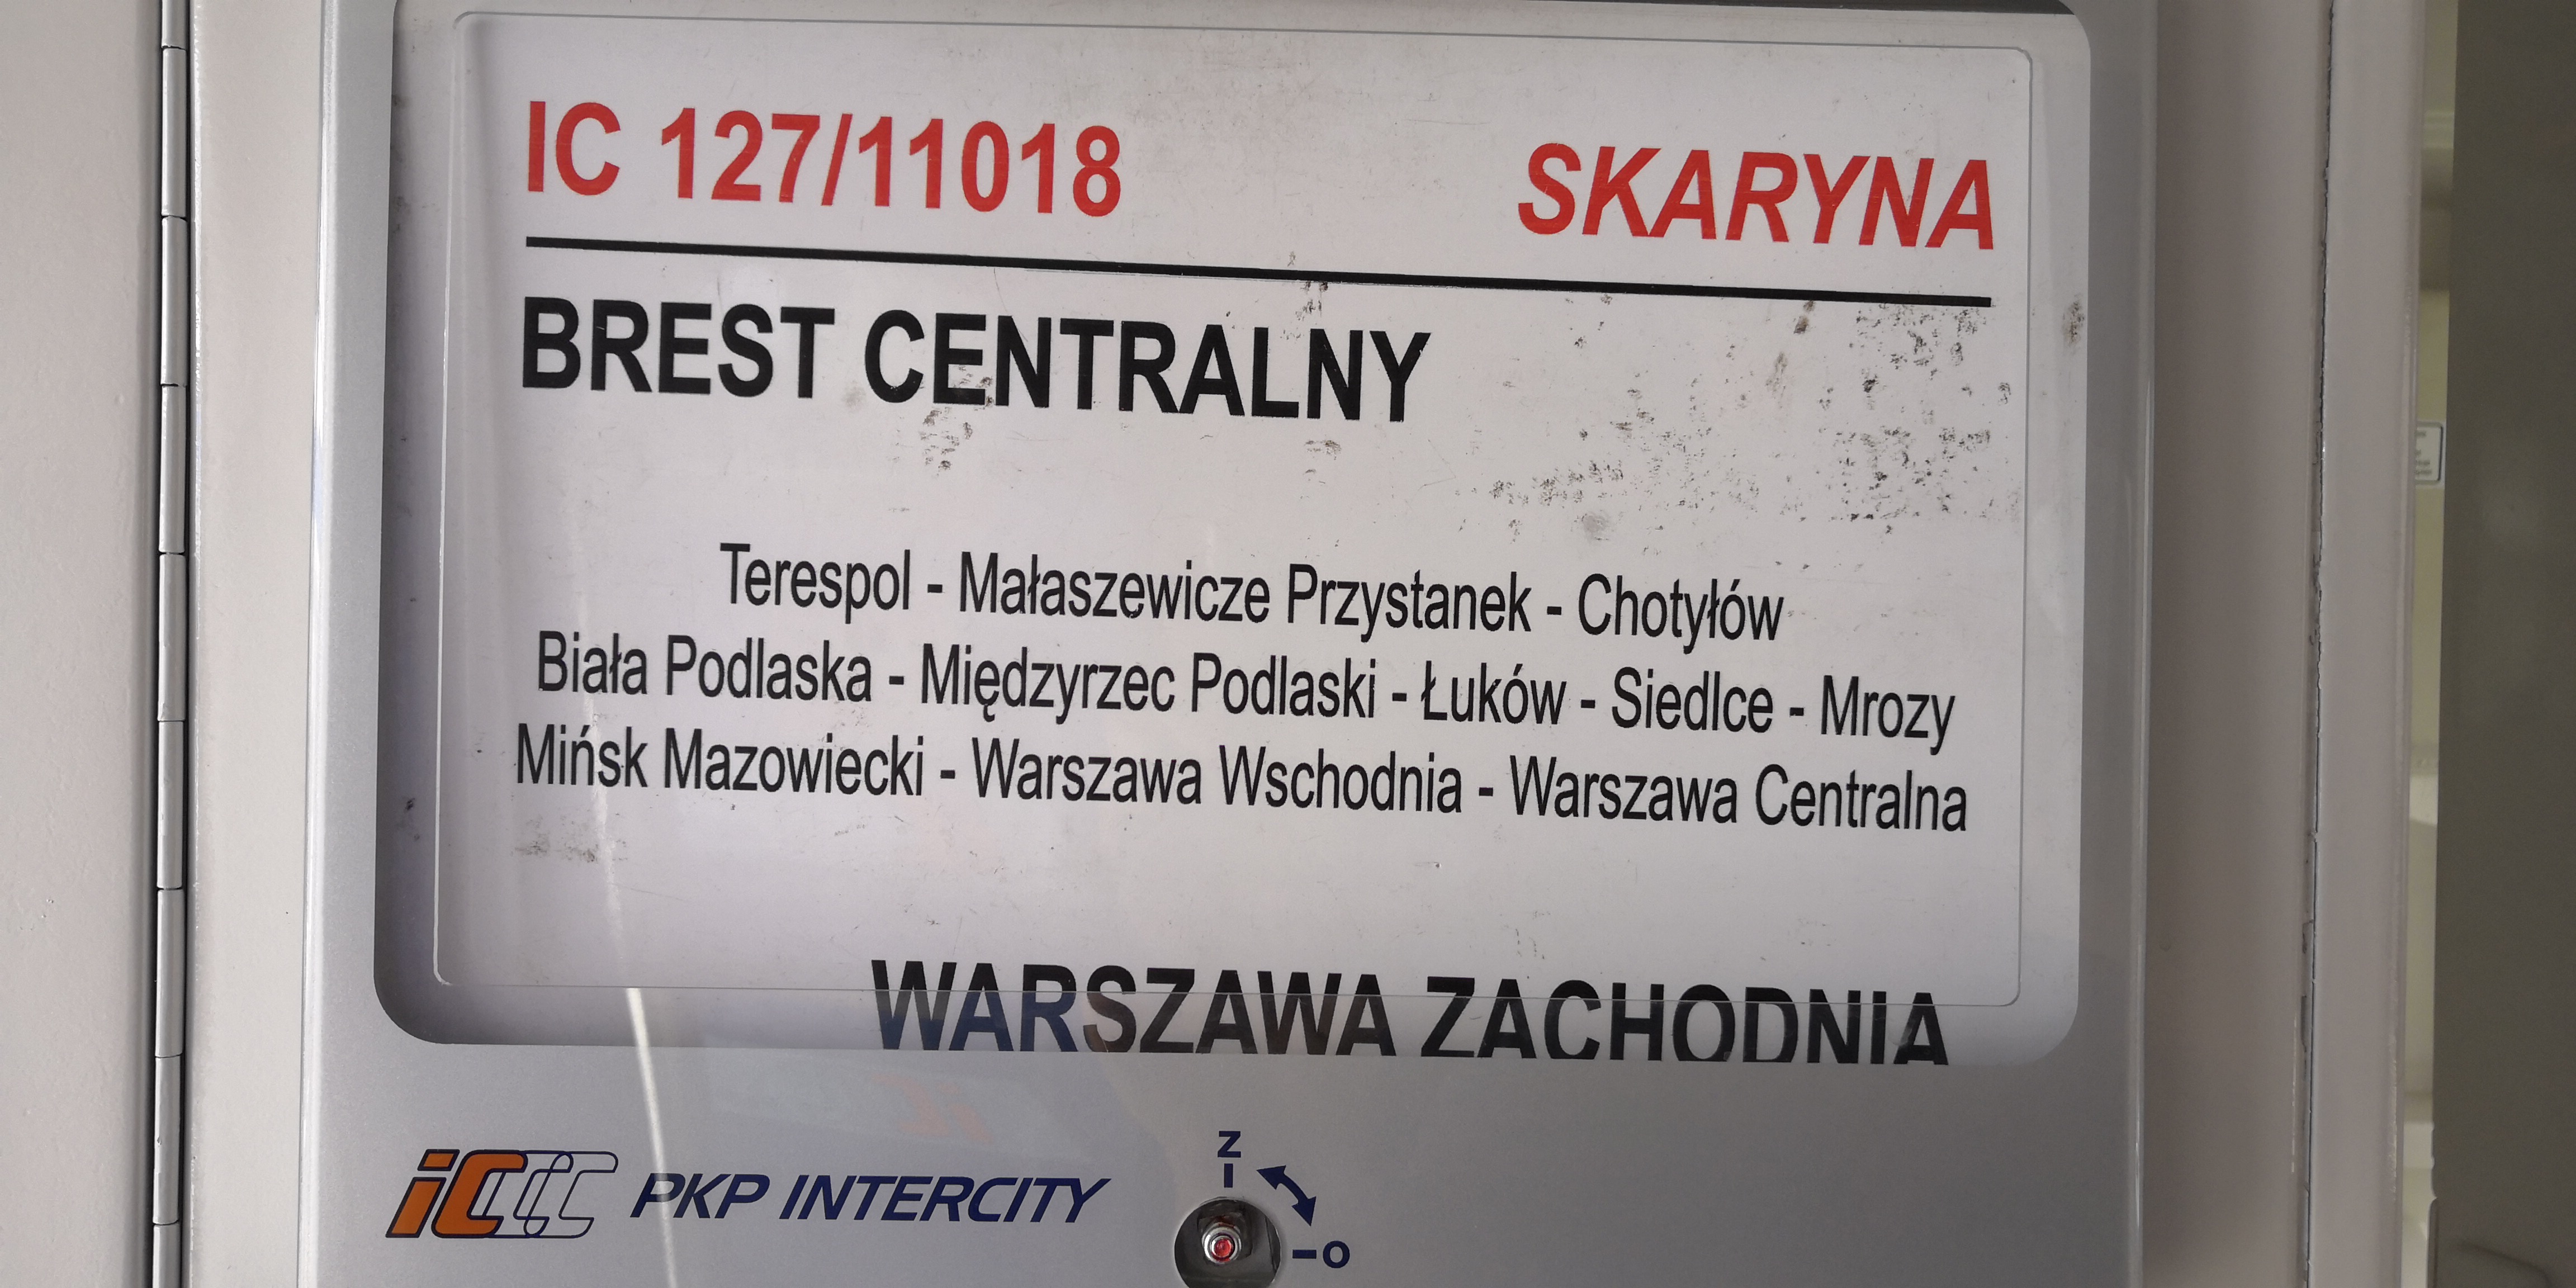 IC 127/11018 SKARYNA
BREST CENTRALNY
Terespol - Małaszewicze Przystanek - Chotyłów
Biała Podlaska - Międzyrzec Podlaski - Łuków - Siedlce - Mrozy
Mińsk Mazowiecki - Warszawa Wschodnia - Warszawa Centralna
WARSZAWA ZACHODNIA
iC PKP INTERCITY
Z
O